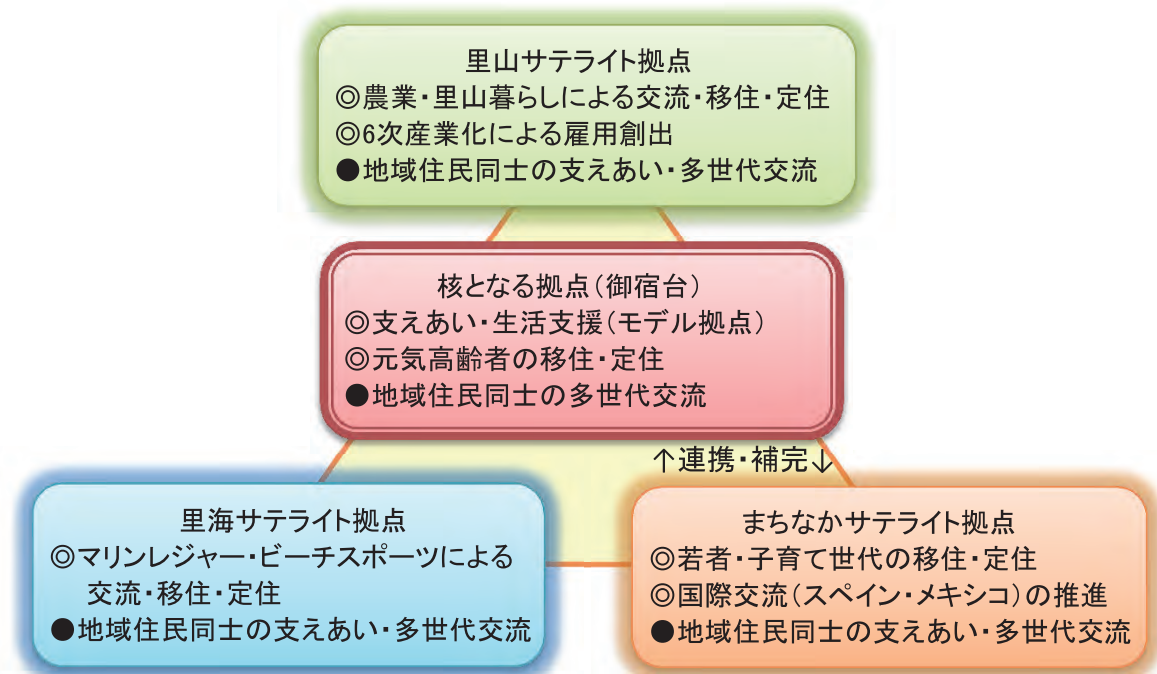 里山サテライト拠点
◎農業・里山暮らしによる交流・移住・定住
◎6次産業化による雇用創出
●地域住民同士の支えあい・多世代交流
核となる拠点(御宿台)
◎支えあい・生活支援(モデル拠点)
◎元気高齢者の移住・定住
●地域住民同士の多世代交流
↑連携・補完↓
里海サテライト拠点
◎マリンレジャー・ビーチスポーツによる
交流・移住・定住
●地域住民同士の支えあい・多世代交流
まちなかサテライト拠点
◎若者・子育て世代の移住・定住
◎国際交流(スペイン・メキシコ)の推進
●地域住民同士の支えあい・多世代交流